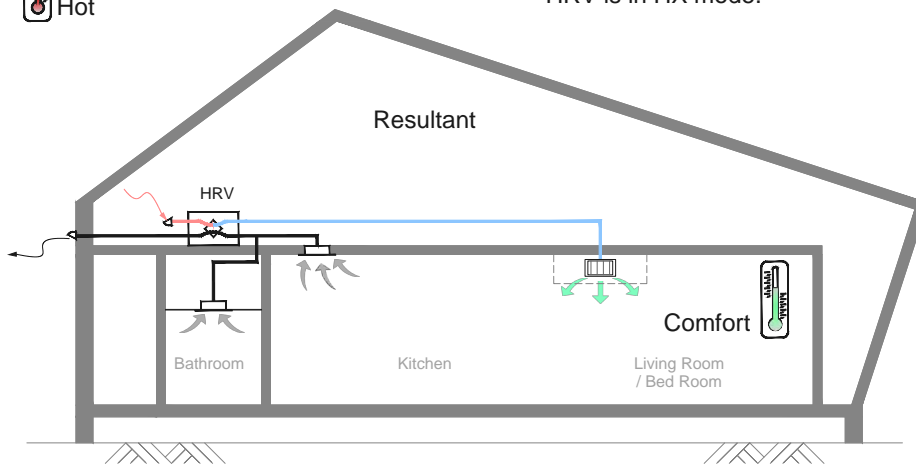 Hot
HRV is in HX mode.
Resultant
HRV
Comfort
Bathroom
Kitchen
Living Room
/ Bed Room